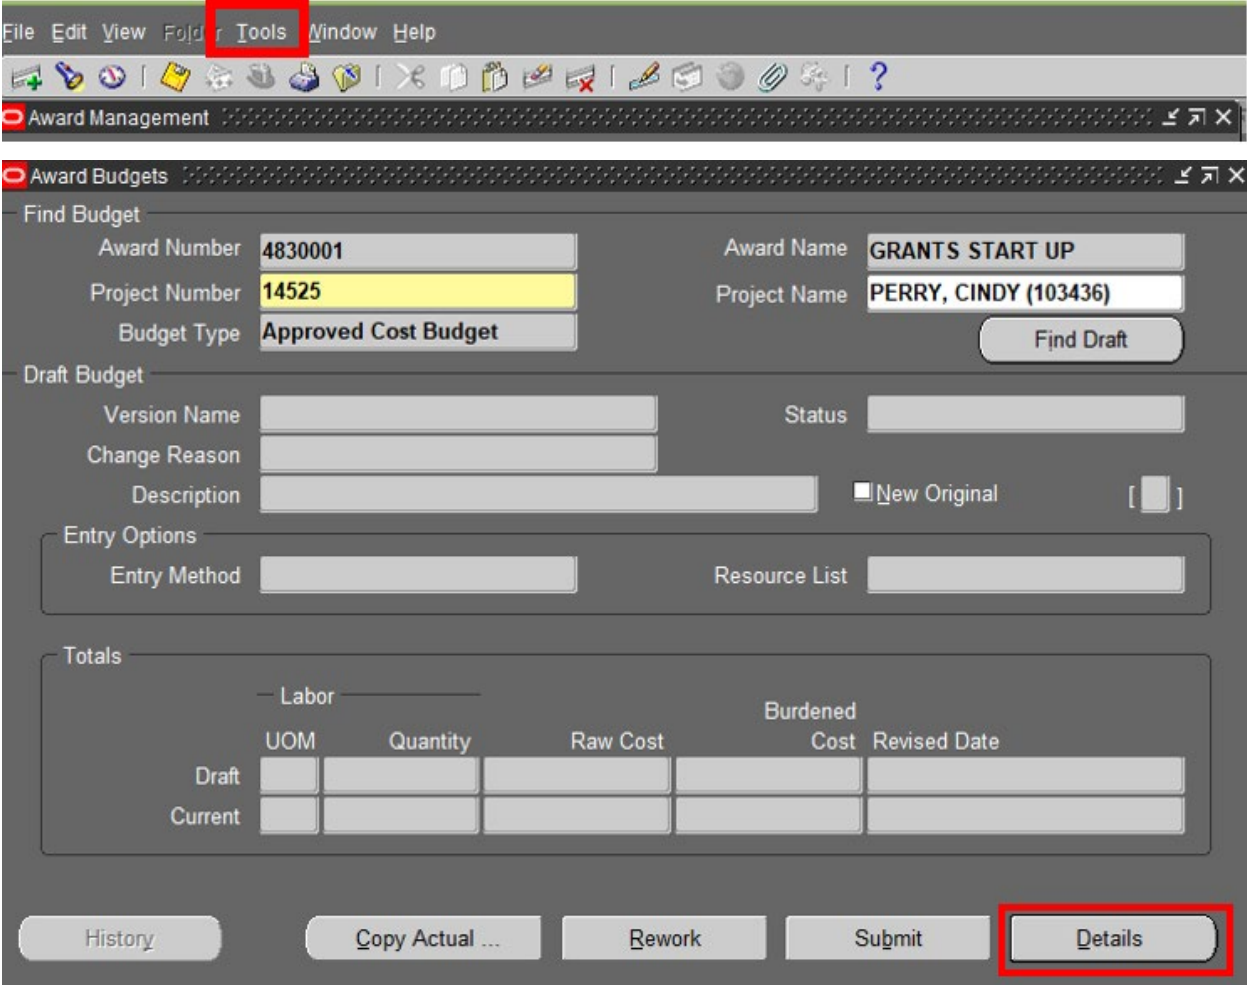 File Edit View Folder Tools Window Help
?
Award Management
Award Budgets
Find Budget
Award Number 4830001 Award Name GRANTS START UP
Project Number 14525 Project Name PERRY, CINDY (103436)
Budget Type Approved Cost Budget Find Draft
Draft Budget
Version Name Status
Change Reason
Description New Original [ ]
Entry Options
Entry Method Resource List
Totals
Labor
Burdened
UOM Quantity Raw Cost Cost Revised Date
Draft
Current
History Copy Actual ... Rework Submit Details